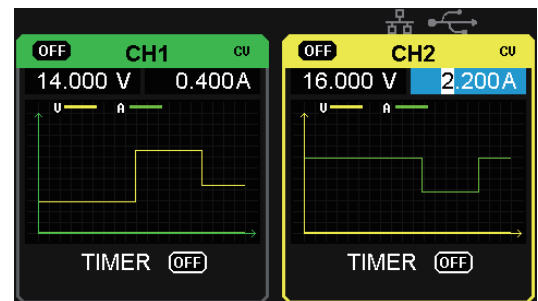 OFF CH1 CV
14.000 V 0.400A
V A
TIMER OFF
OFF CH2 CV
16.000 V 2.200A
V A
TIMER OFF